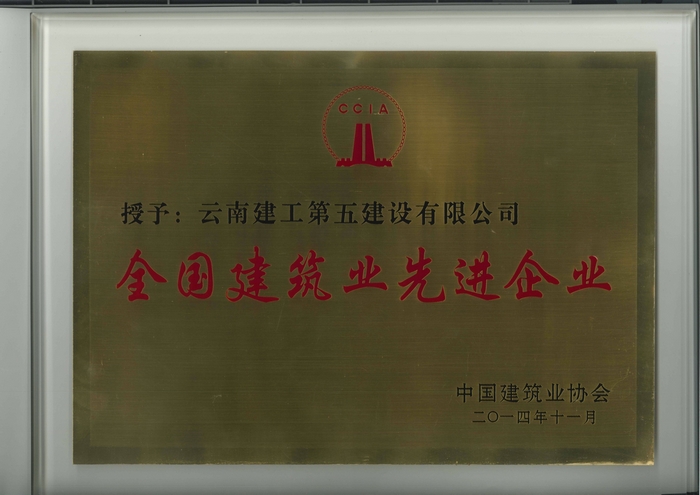 CCIA
授予：云南建工第五建设有限公司
全国建筑业先进企业
中国建筑业协会
二〇一四年十一月